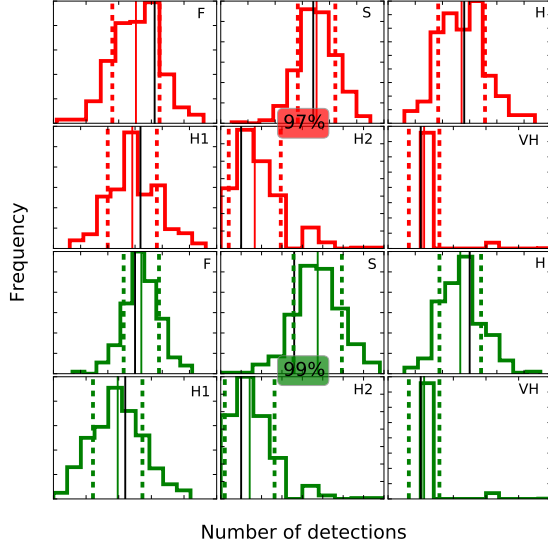 F
S
H
97%
H1
H2
VH
F
S
H
99%
H1
H2
VH
Frequency
Number of detections